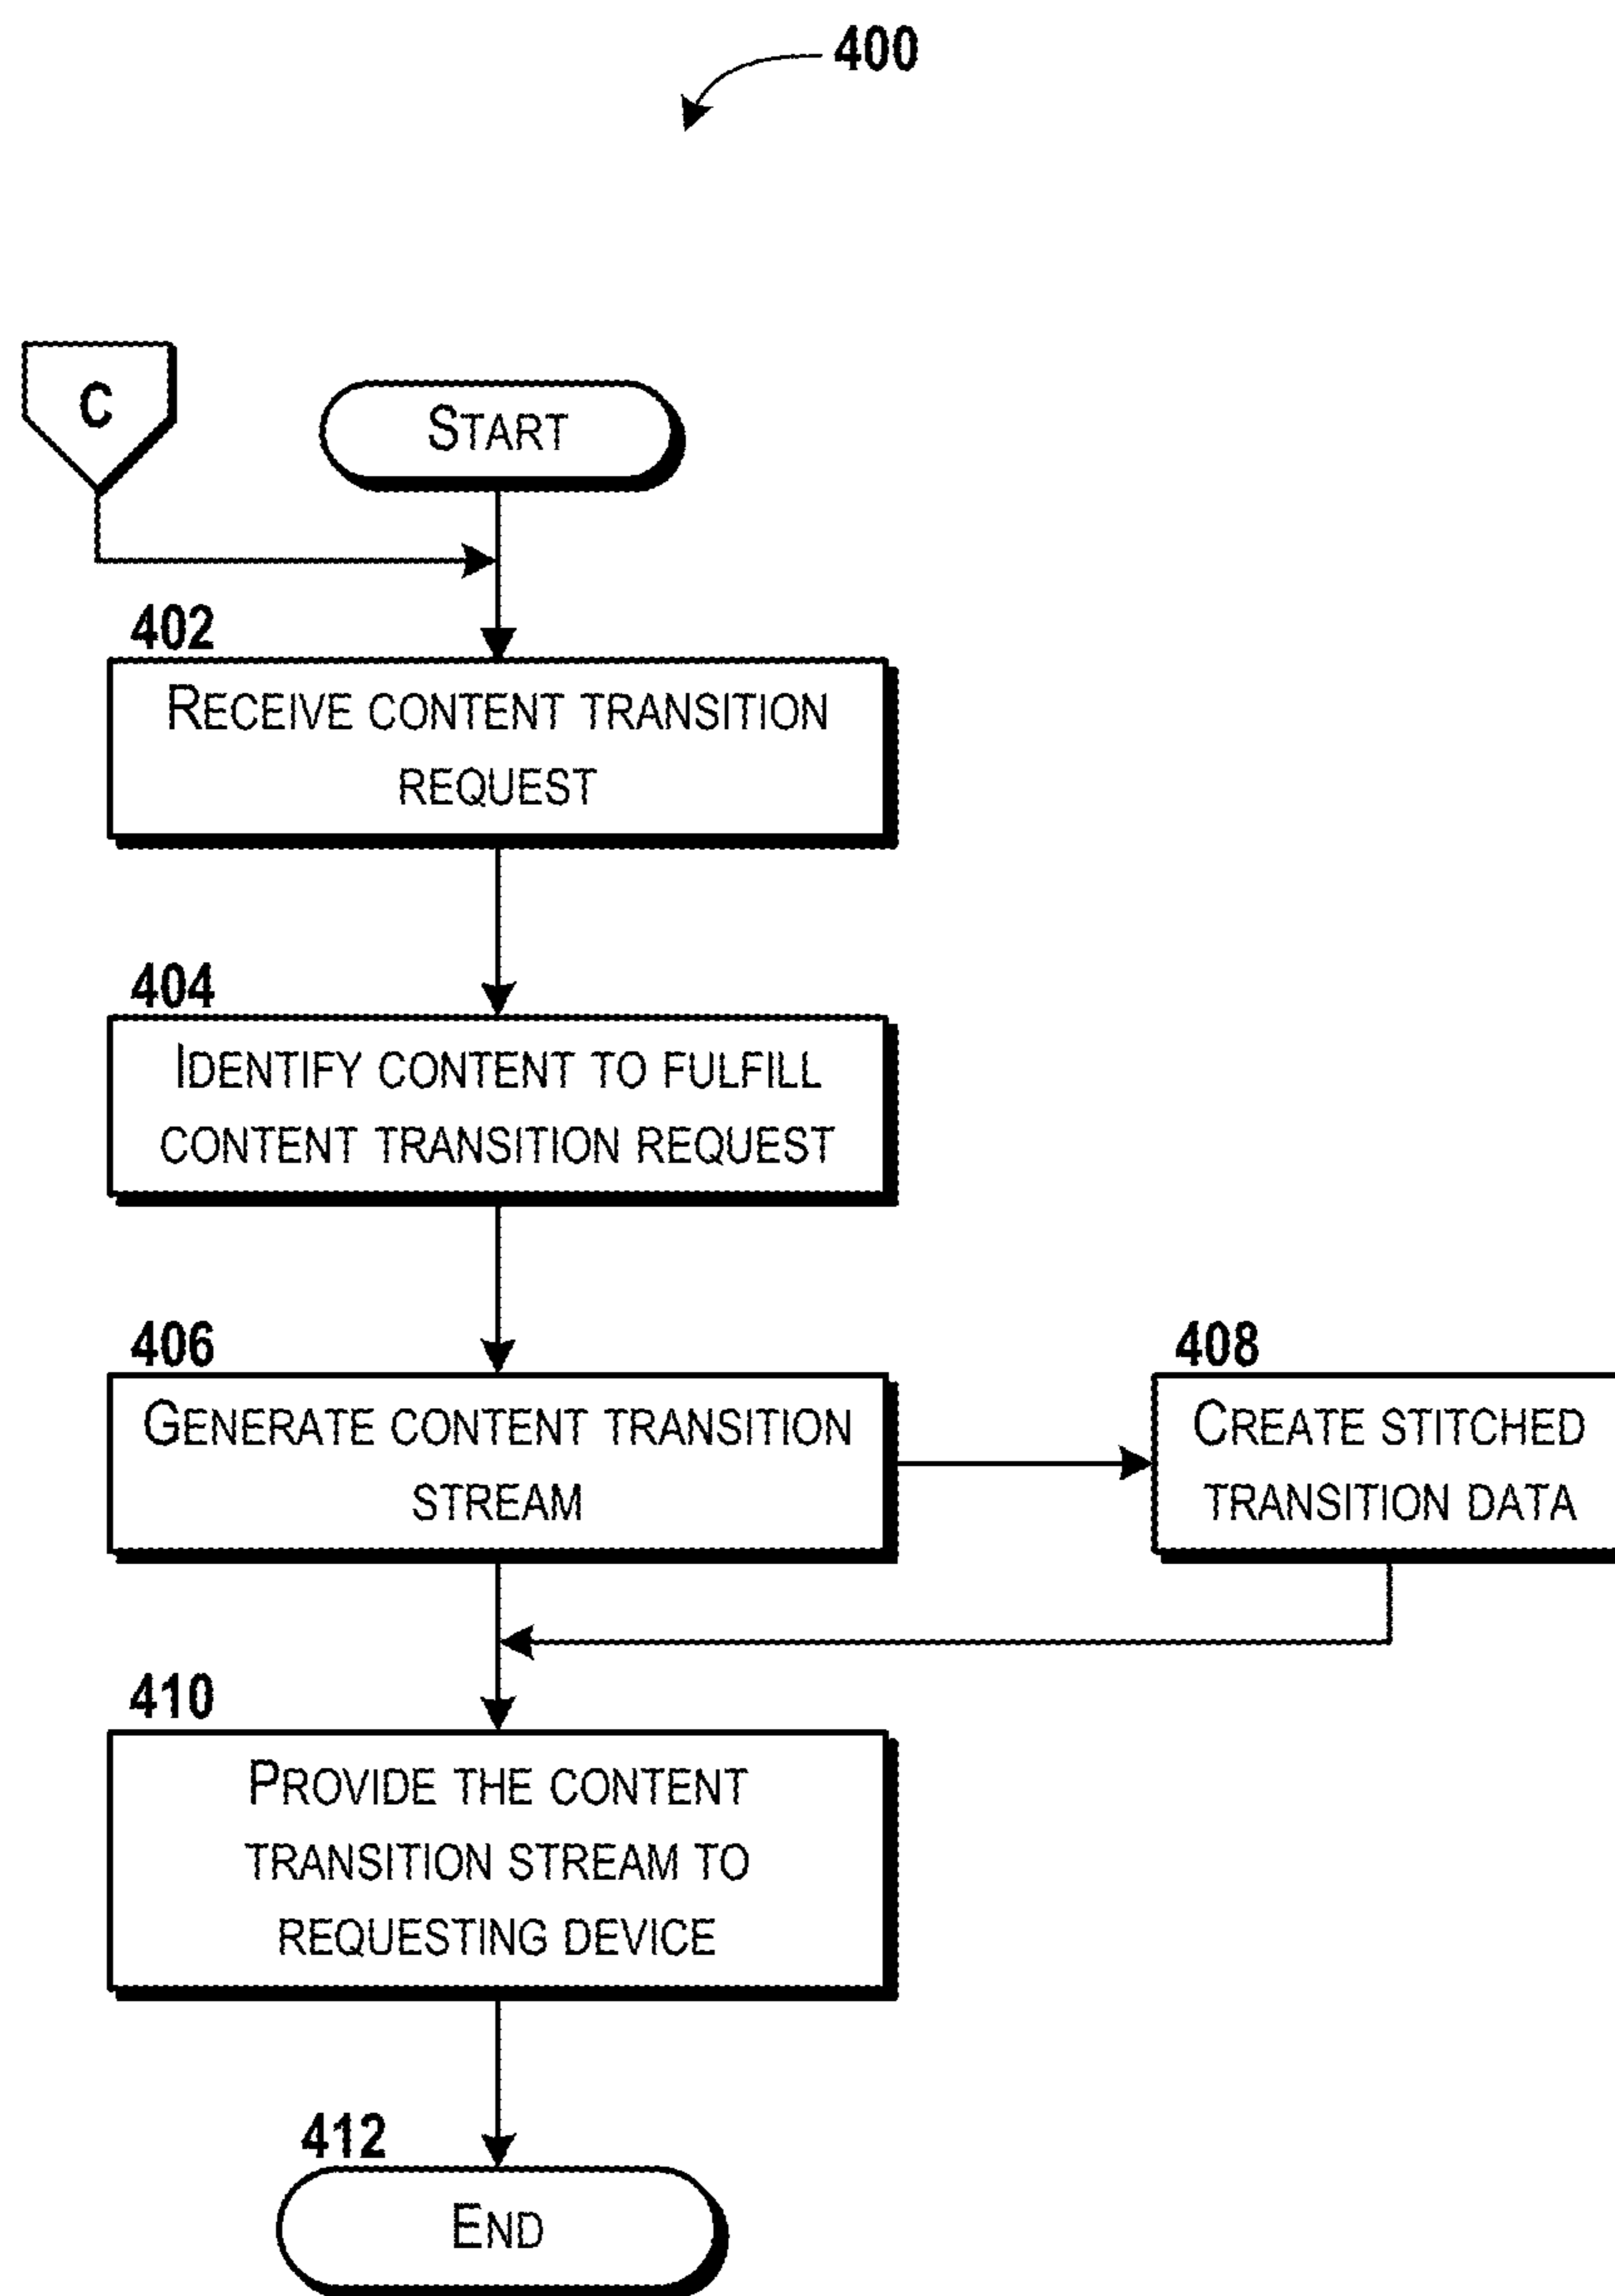 400
C
START
402
RECEIVE CONTENT TRANSITION
REQUEST
404
IDENTIFY CONTENT TO FULFILL
CONTENT TRANSITION REQUEST
406
GENERATE CONTENT TRANSITION
STREAM
408
CREATE STITCHED
TRANSITION DATA
410
PROVIDE THE CONTENT
TRANSITION STREAM TO
REQUESTING DEVICE
412
END